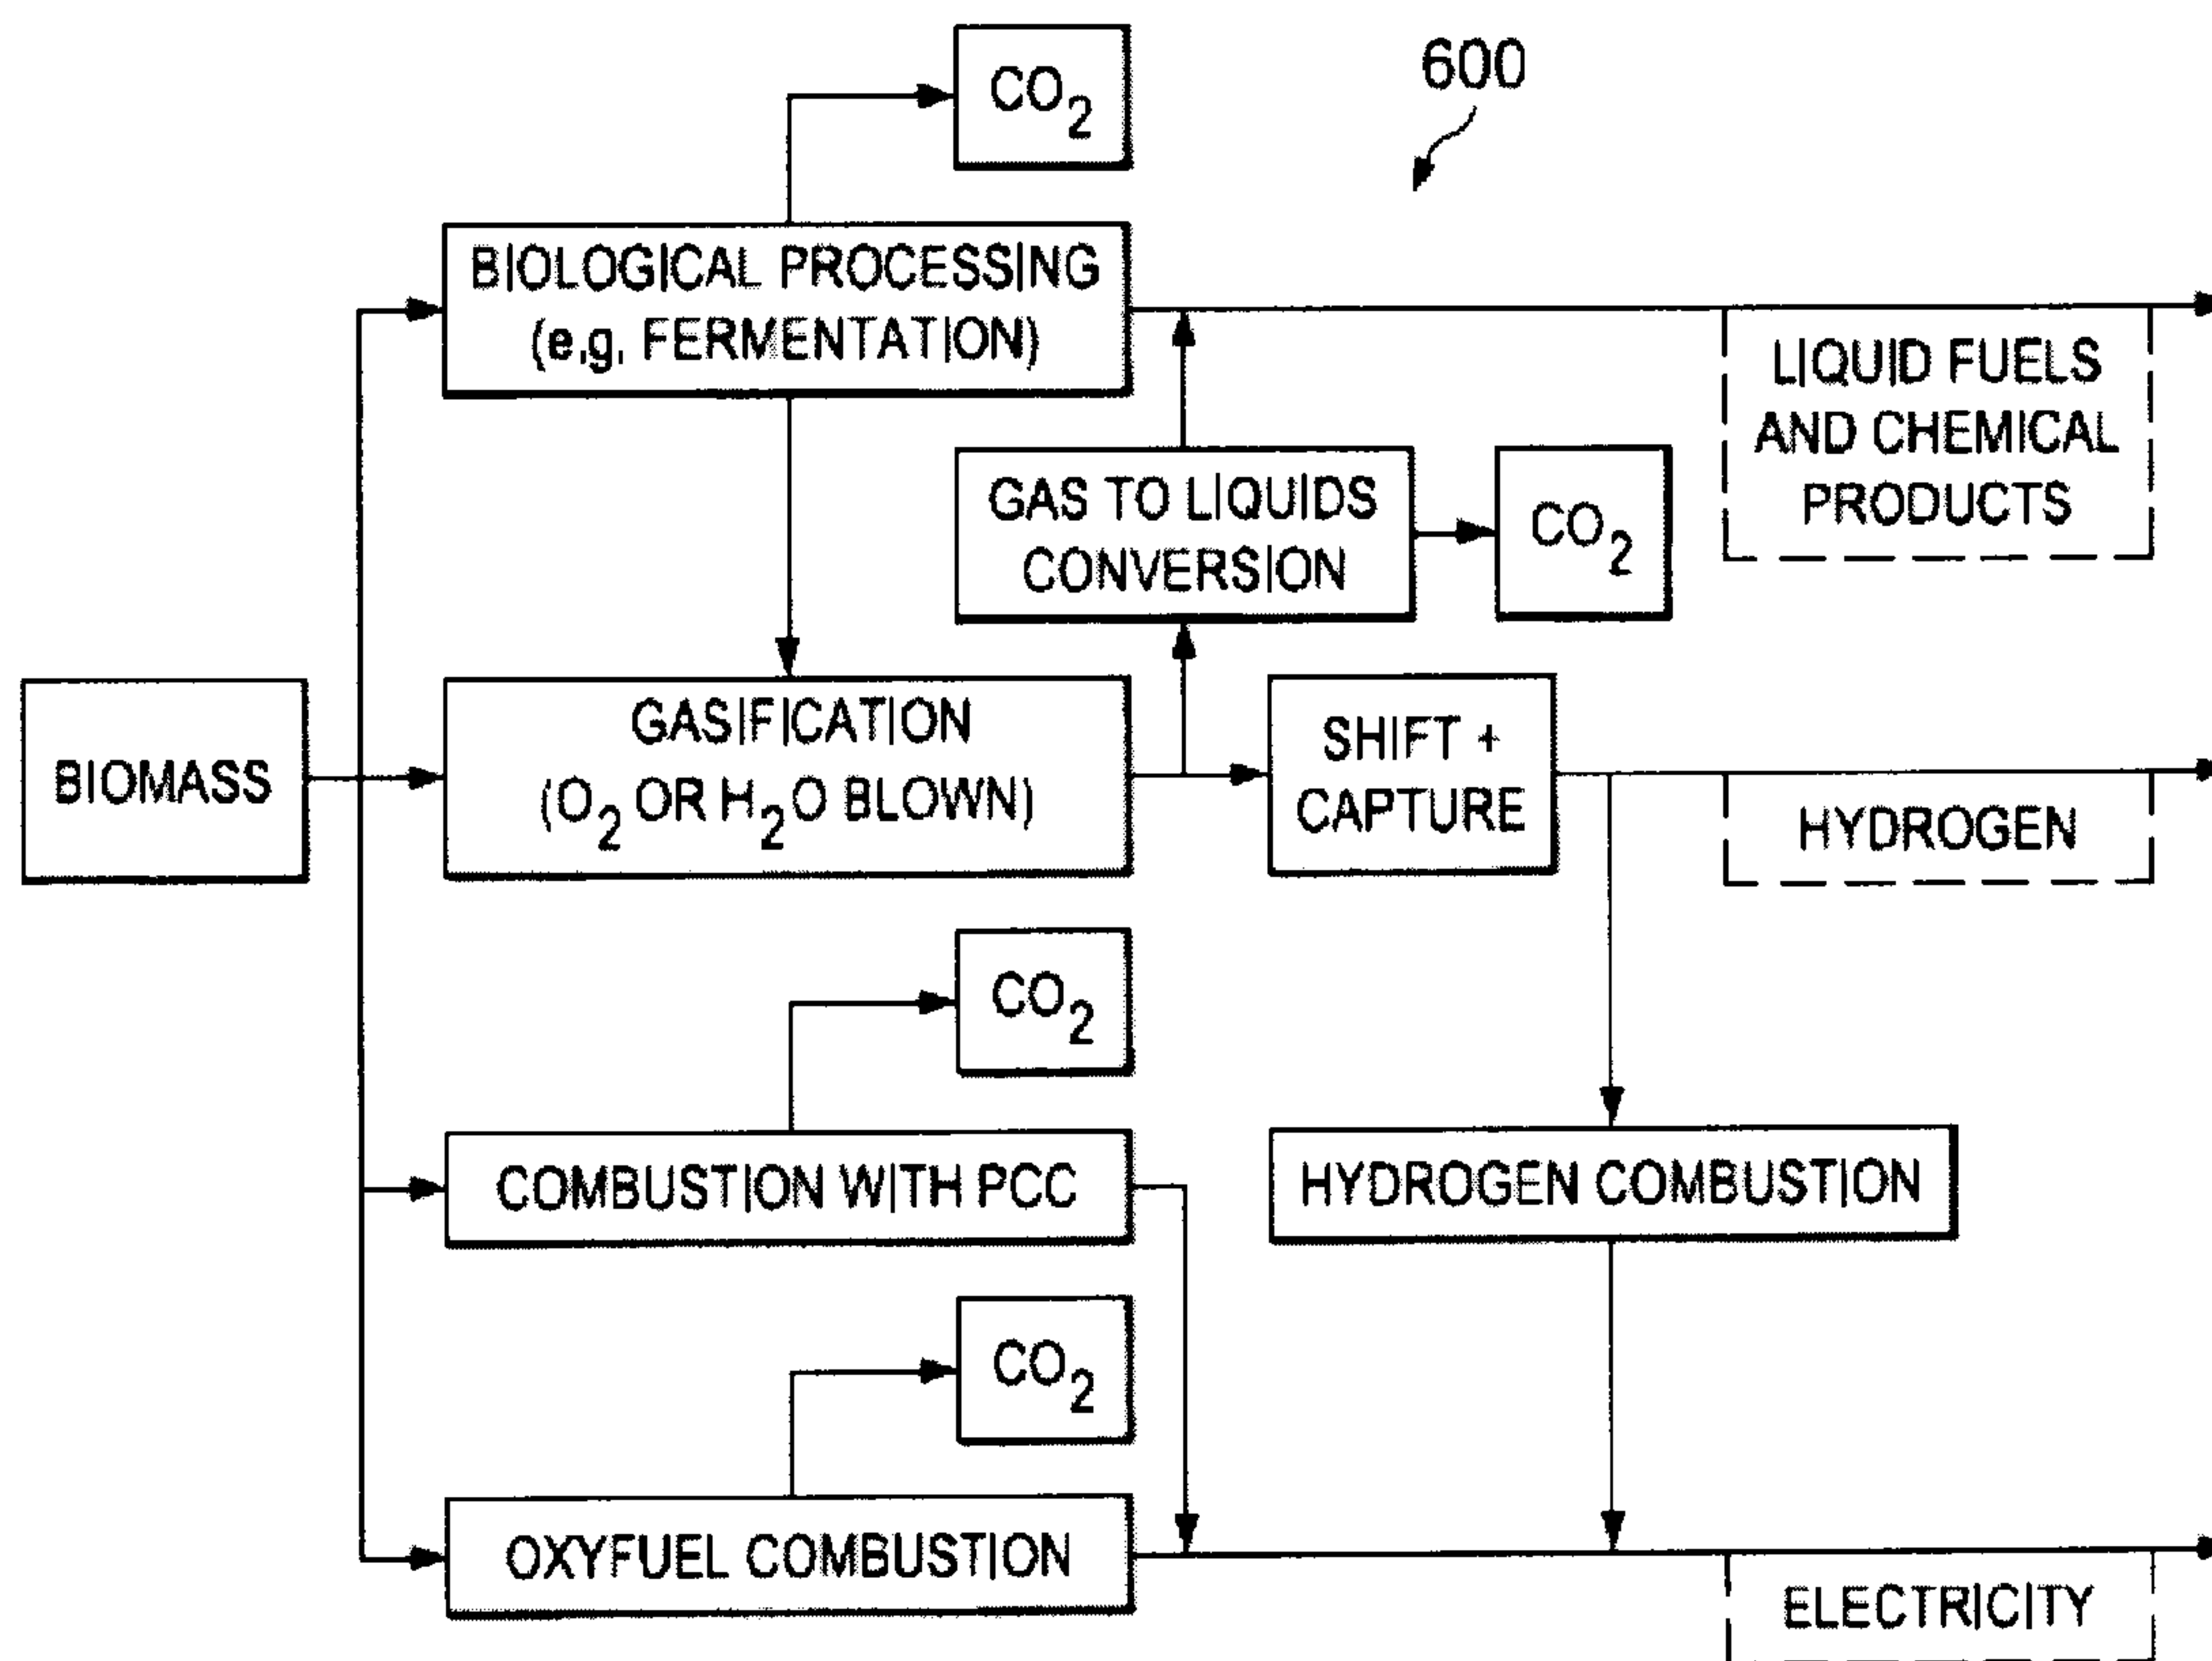 CO2
600
BIOLOGICAL PROCESSING
(e.g. FERMENTATION)
LIQUID FUELS
AND CHEMICAL
PRODUCTS
GAS TO LIQUIDS
CONVERSION
CO2
BIOMASS
GASIFICATION
(O2 OR H2O BLOWN)
SHIFT +
CAPTURE
HYDROGEN
CO2
COMBUSTION WITH PCC
HYDROGEN COMBUSTION
CO2
OXYFUEL COMBUSTION
ELECTRICITY